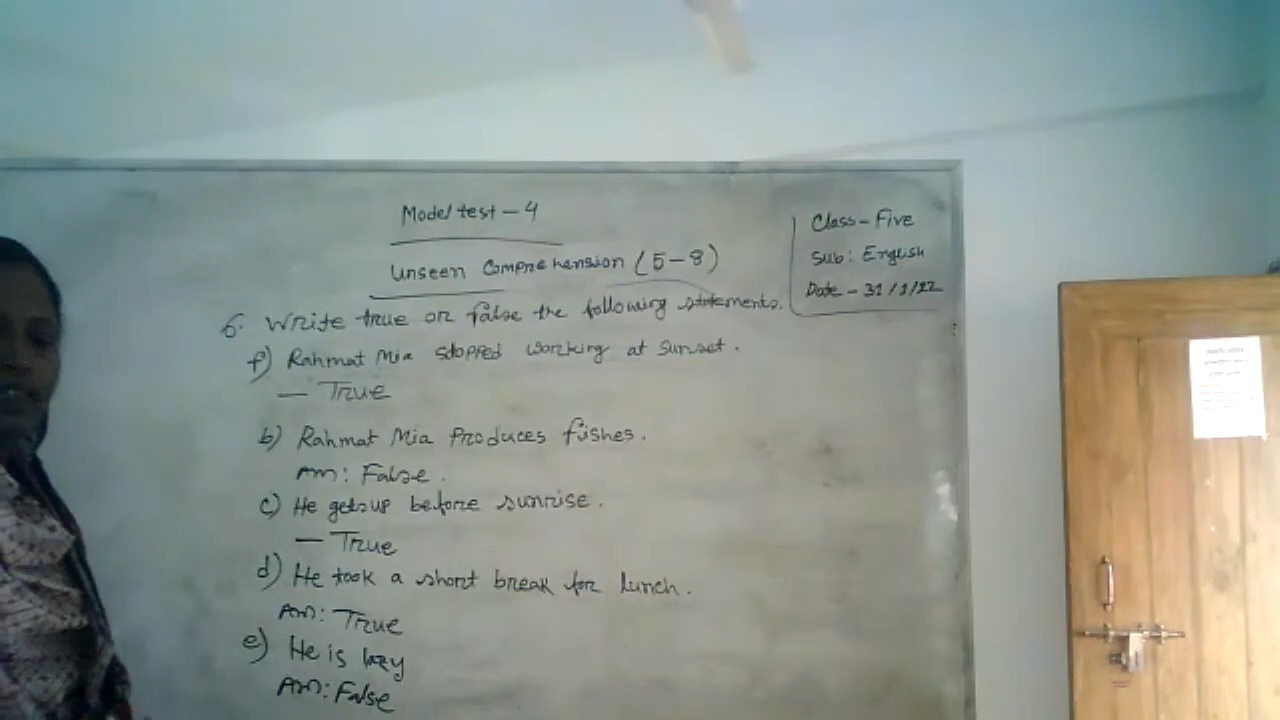 Model test - 4
Unseen Comprehension (5-8)
Class - Five
Sub: English
Date - 31/1/22
6. Write true or false the following statements.
f) Rahmat Mia stopped working at sunset.
— True
b) Rahmat Mia Produces fishes.
Ans: False.
c) He gets up before sunrise.
— True
d) He took a short break for lunch.
Ans: True
e) He is lazy
Ans: False